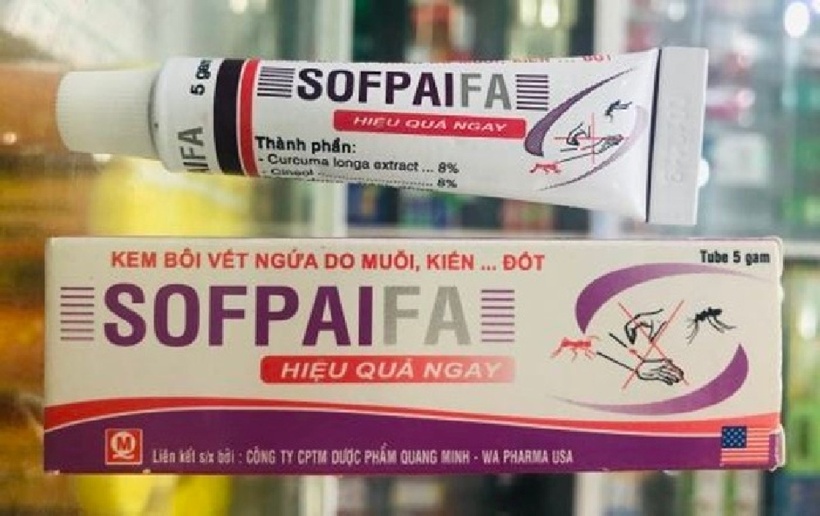 5 gam
SOFPAIFA
HIỆU QUẢ NGAY
Thành phần:
- Curcuma longa extract ... 8%
- Cineol ........................ 8%
KEM BÔI VẾT NGỨA DO MUỖI, KIẾN ... ĐỐT
Tube 5 gam
SOFPAIFA
HIỆU QUẢ NGAY
QM
Liên kết s/x bởi : CÔNG TY CPTM DƯỢC PHẨM QUANG MINH - WA PHARMA USA